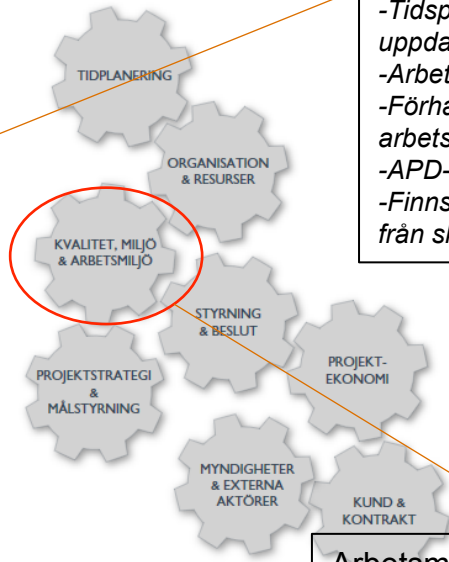 -Tidsp
uppda
-Arbet
-Förha
arbets
-APD-
-Finns
från sl
TIDPLANERING
ORGANISATION
& RESURSER
KVALITET, MILJÖ
& ARBETSMILJÖ
STYRNING
& BESLUT
PROJEKT-
EKONOMI
PROJEKTSTRATEGI
&
MÅLSTYRNING
MYNDIGHETER
& EXTERNA
AKTÖRER
KUND &
KONTRAKT
Arbetsm